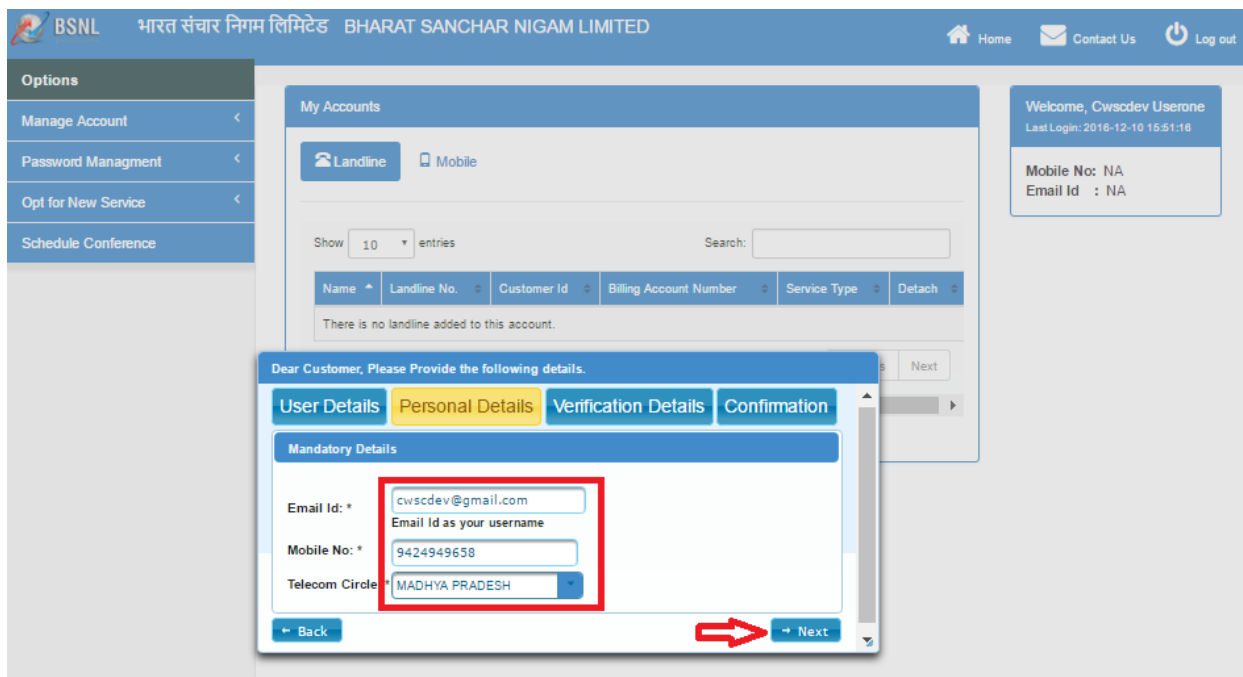 BSNL भारत संचार निगम लिमिटेड BHARAT SANCHAR NIGAM LIMITED
Home Contact Us Log out
Options
Manage Account
Password Managment
Opt for New Service
Schedule Conference
My Accounts
Landline Mobile
Show 10 entries Search:
Name Landline No. Customer Id Billing Account Number Service Type Detach
There is no landline added to this account.
Next
Welcome, Cwscdev Userone
Last Login: 2016-12-10 15:51:16
Mobile No: NA
Email Id : NA
Dear Customer, Please Provide the following details.
User Details Personal Details Verification Details Confirmation
Mandatory Details
Email Id: * cwscdev@gmail.com
Email Id as your username
Mobile No: * 9424949658
Telecom Circle * MADHYA PRADESH
← Back → Next